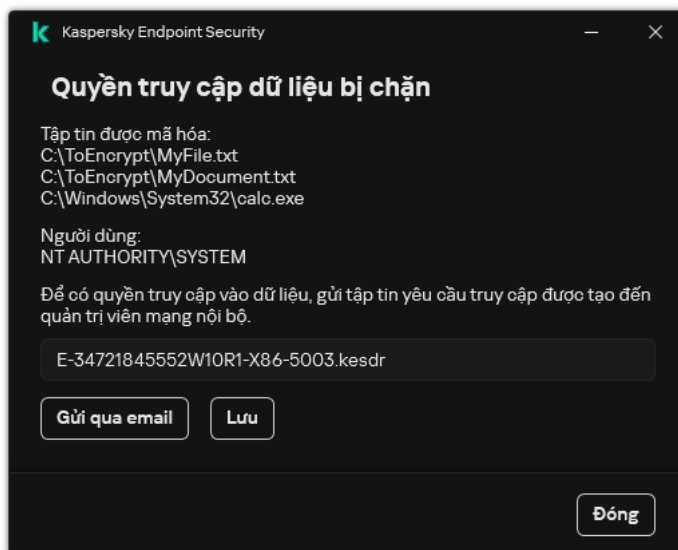 Kaspersky Endpoint Security
Quyền truy cập dữ liệu bị chặn
Tập tin được mã hóa:
C:\ToEncrypt\MyFile.txt
C:\ToEncrypt\MyDocument.txt
C:\Windows\System32\calc.exe
Người dùng:
NT AUTHORITY\SYSTEM
Để có quyền truy cập vào dữ liệu, gửi tập tin yêu cầu truy cập được tạo đến
quản trị viên mạng nội bộ.
E-34721845552W10R1-X86-5003.kesdr
Gửi qua email
Lưu
Đóng